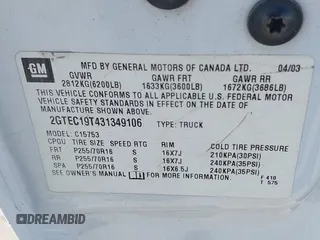 GM
MFD BY GENERAL MOTORS OF CANADA LTD. 04/03
GVWR GAWR FRT GAWR RR
2812KG(6200LB) 1633KG(3600LB) 1672KG(3686LB)
THIS VEHICLE CONFORMS TO ALL APPLICABLE U.S. FEDERAL MOTOR
VEHICLE SAFETY STANDARDS IN EFFECT ON THE DATE OF
MANUFACTURE SHOWN ABOVE.
2GTEC19T431349106 TYPE: TRUCK
MODEL: C15753
CPOU TIRE SIZE SPEED RTG RIM COLD TIRE PRESSURE
FRT P255/70R16 S 16X7J 210KPA(30PSI)
RR P255/70R16 S 16X7J 240KPA(35PSI)
SPA P255/70R16 S 16X6.5J 240KPA(35PSI)
SEE OWNER'S MANUAL FOR ADDITIONAL INFORMATION.
F 410
T 575
AUTOBIDMASTER